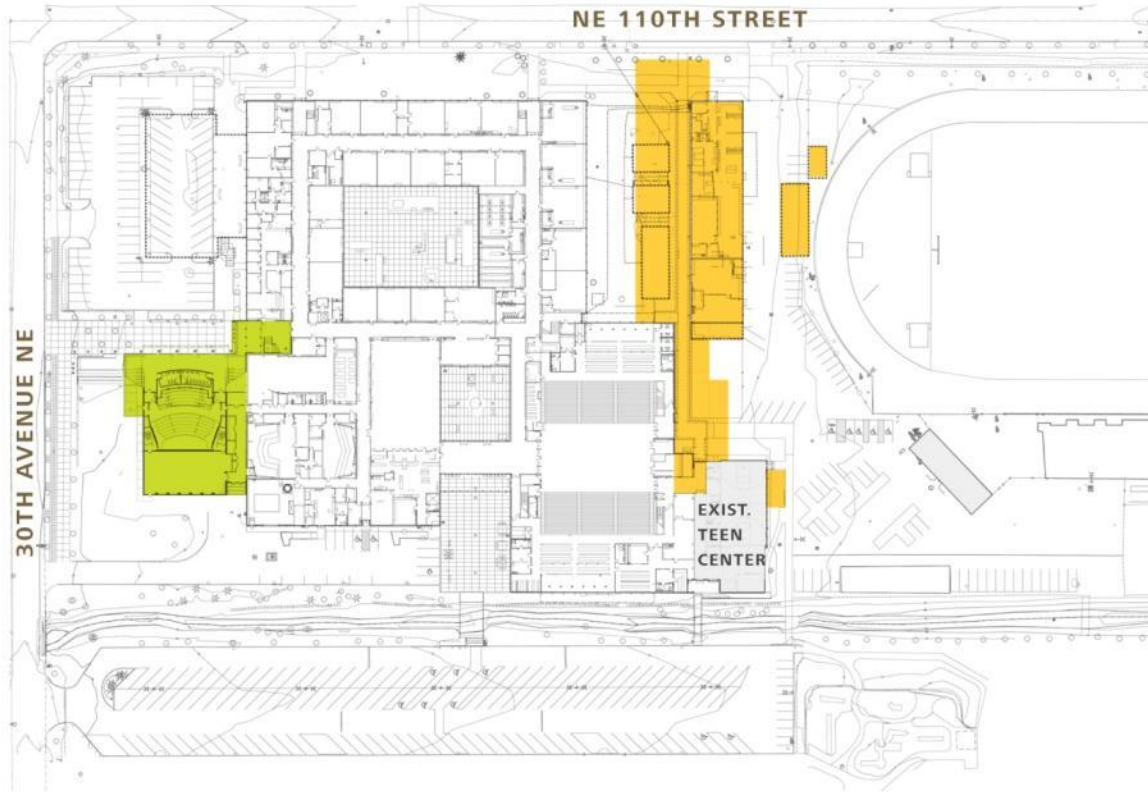 NE 110TH STREET
30TH AVENUE NE
EXIST.
TEEN
CENTER